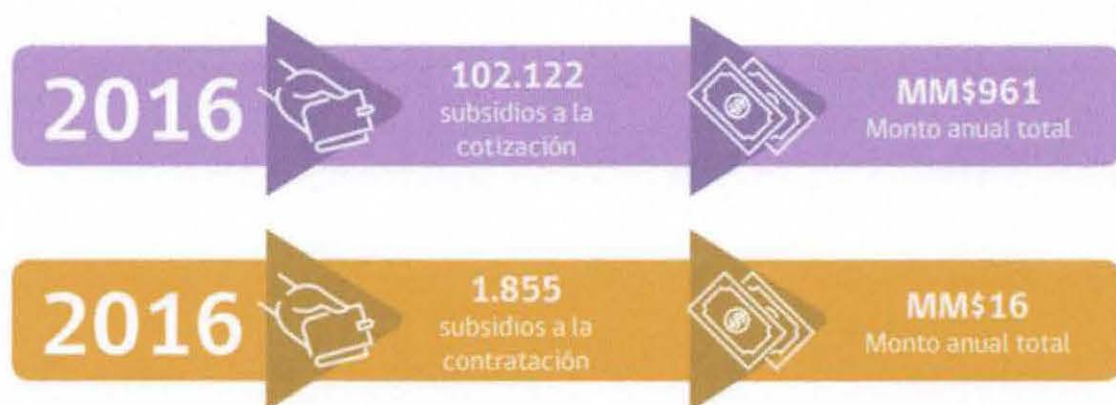 2016
102.122
subsidios a la
cotización
MM$961
Monto anual total
2016
1.855
subsidios a la
contratación
MM$16
Monto anual total